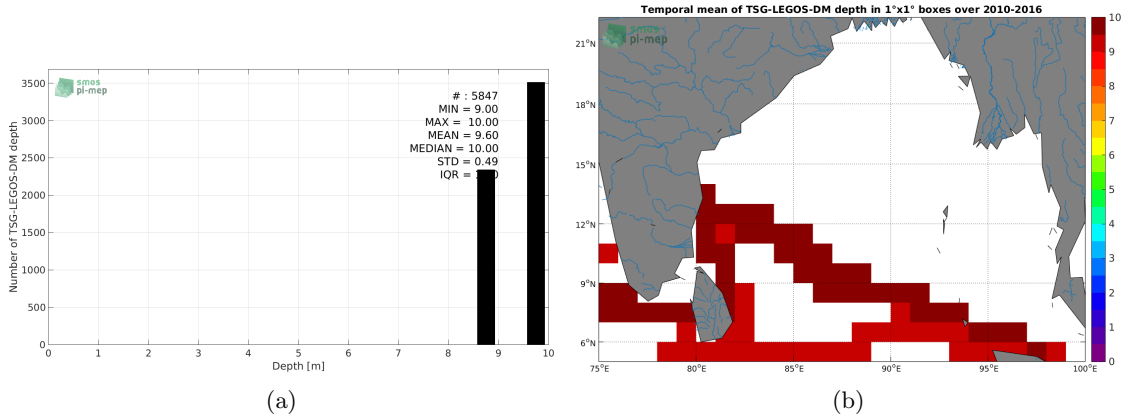 smos
pi-mep
# : 5847
MIN = 9.00
MAX = 10.00
MEAN = 9.60
MEDIAN = 10.00
STD = 0.49
IQR =
3500
3000
2500
2000
1500
1000
500
0
Number of TSG-LEGOS-DM depth
0 1 2 3 4 5 6 7 8 9 10
Depth [m]
(a)
Temporal mean of TSG-LEGOS-DM depth in 1°x1° boxes over 2010-2016
smos
pi-mep
21°N
18°N
15°N
12°N
9°N
6°N
75°E 80°E 85°E 90°E 95°E 100°E
10
9
8
7
6
5
4
3
2
1
0
(b)